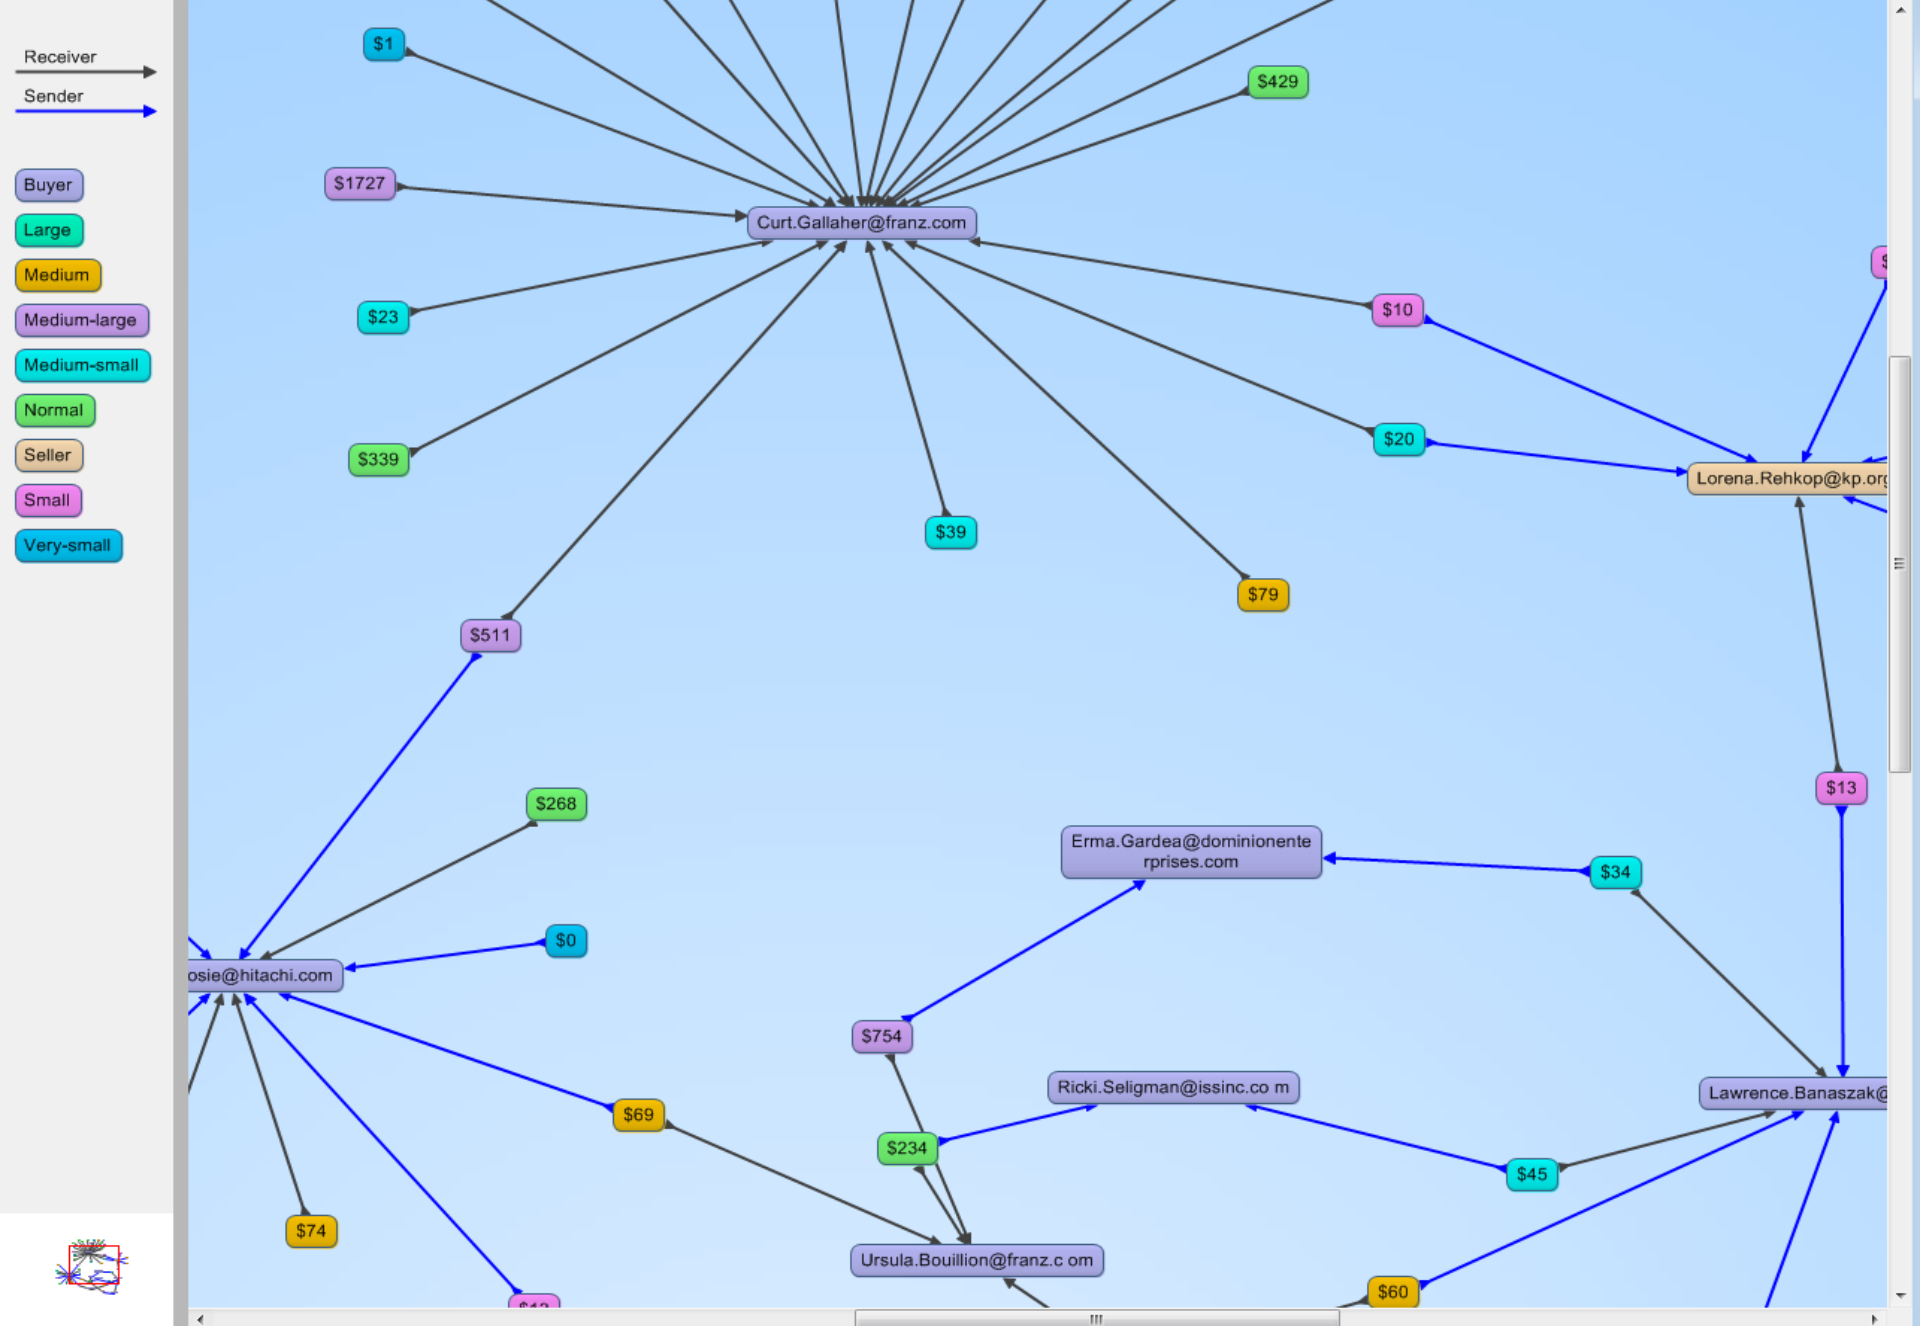 Receiver
Sender
Buyer
Large
Medium
Medium-large
Medium-small
Normal
Seller
Small
Very-small
$1
$429
$1727
Curt.Gallaher@franz.com
$23
$10
$
$339
$20
Lorena.Rehkop@kp.org
$39
$79
$511
$13
$268
Erma.Gardea@dominionente
rprises.com
$34
$0
osie@hitachi.com
$754
Ricki.Seligman@issinc.co m
Lawrence.Banaszak@
$69
$234
$45
$74
Ursula.Bouillion@franz.c om
$60